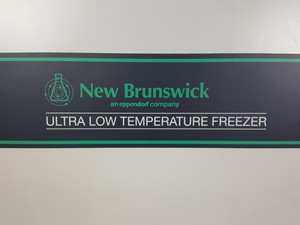 New Brunswick
an eppendorf company
ULTRA LOW TEMPERATURE FREEZER